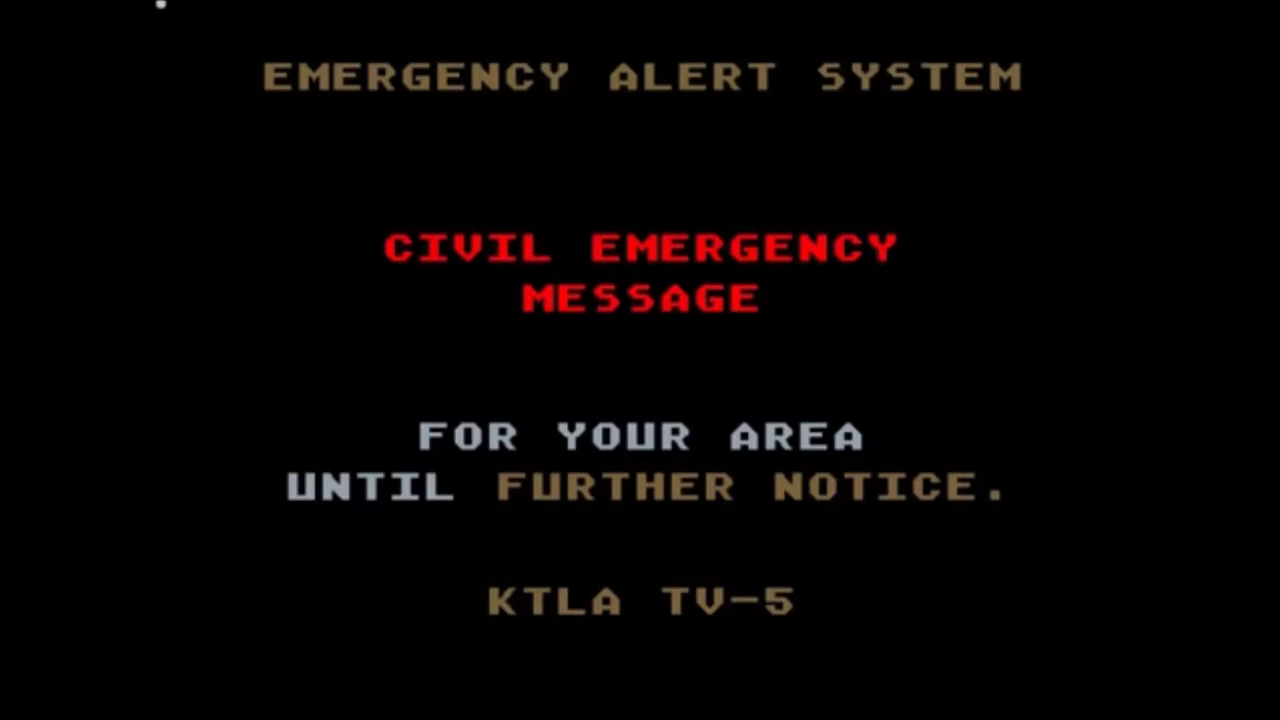 EMERGENCY ALERT SYSTEM
CIVIL EMERGENCY
MESSAGE
FOR YOUR AREA
UNTIL FURTHER NOTICE.
KTLA TV-5